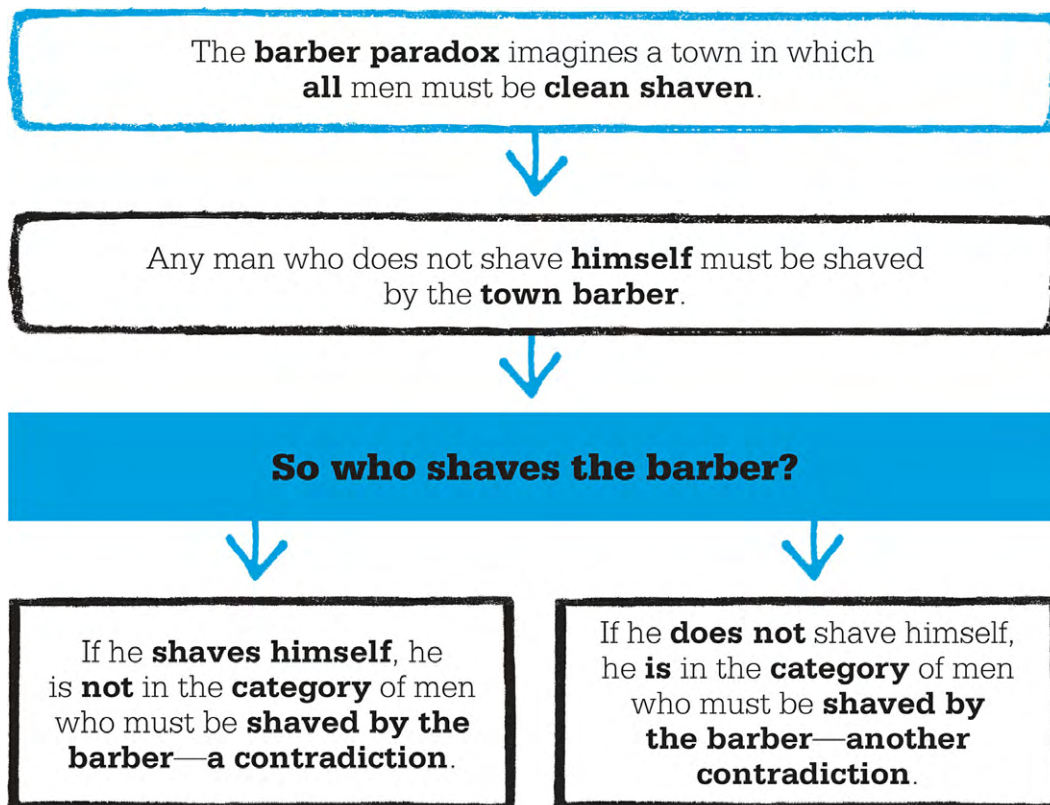 The barber paradox imagines a town in which
all men must be clean shaven.
Any man who does not shave himself must be shaved
by the town barber.
So who shaves the barber?
If he shaves himself, he
is not in the category of men
who must be shaved by the
barber—a contradiction.
If he does not shave himself,
he is in the category of men
who must be shaved by
the barber—another
contradiction.